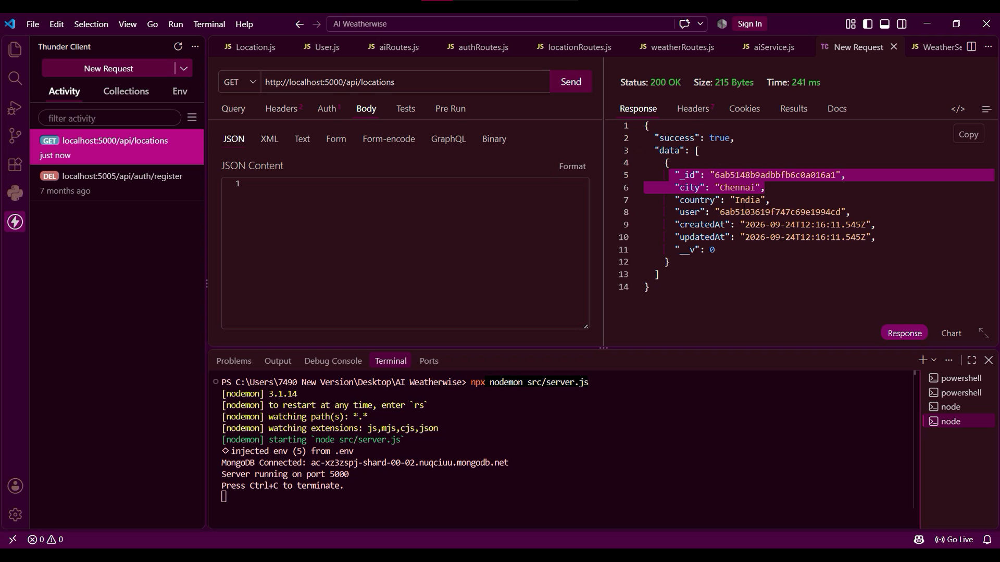 File Edit Selection View Go Run Terminal Help
AI Weatherwise
Sign In
Thunder Client
New Request
Activity Collections Env
filter activity
GET localhost:5000/api/locations
just now
DEL localhost:5005/api/auth/register
7 months ago
JS Location.js JS User.js JS aiRoutes.js JS authRoutes.js JS locationRoutes.js JS weatherRoutes.js JS aiService.js TC New Request JS WeatherSe
GET http://localhost:5000/api/locations Send
Query Headers 2 Auth 1 Body Tests Pre Run
JSON XML Text Form Form-encode GraphQL Binary
JSON Content Format
1
Status: 200 OK Size: 215 Bytes Time: 241 ms
Response Headers 7 Cookies Results Docs </>
Copy
1 {
2 "success": true,
3 "data": [
4 {
5 "_id": "6ab5148b9adbbfb6c0a016a1",
6 "city": "Chennai",
7 "country": "India",
8 "user": "6ab5103619f747c69e1994cd",
9 "createdAt": "2026-09-24T12:16:11.545Z",
10 "updatedAt": "2026-09-24T12:16:11.545Z",
11 "__v": 0
12 }
13 ]
14 }
Response Chart
Problems Output Debug Console Terminal Ports
PS C:\Users\7490 New Version\Desktop\AI Weatherwise> npx nodemon src/server.js
[nodemon] 3.1.14
[nodemon] to restart at any time, enter `rs`
[nodemon] watching path(s): *.*
[nodemon] watching extensions: js,mjs,cjs,json
[nodemon] starting `node src/server.js`
◇ injected env (5) from .env
MongoDB Connected: ac-xz3zspj-shard-00-02.nuqciuu.mongodb.net
Server running on port 5000
Press Ctrl+C to terminate.
powershell
powershell
node
node
0 0
Go Live